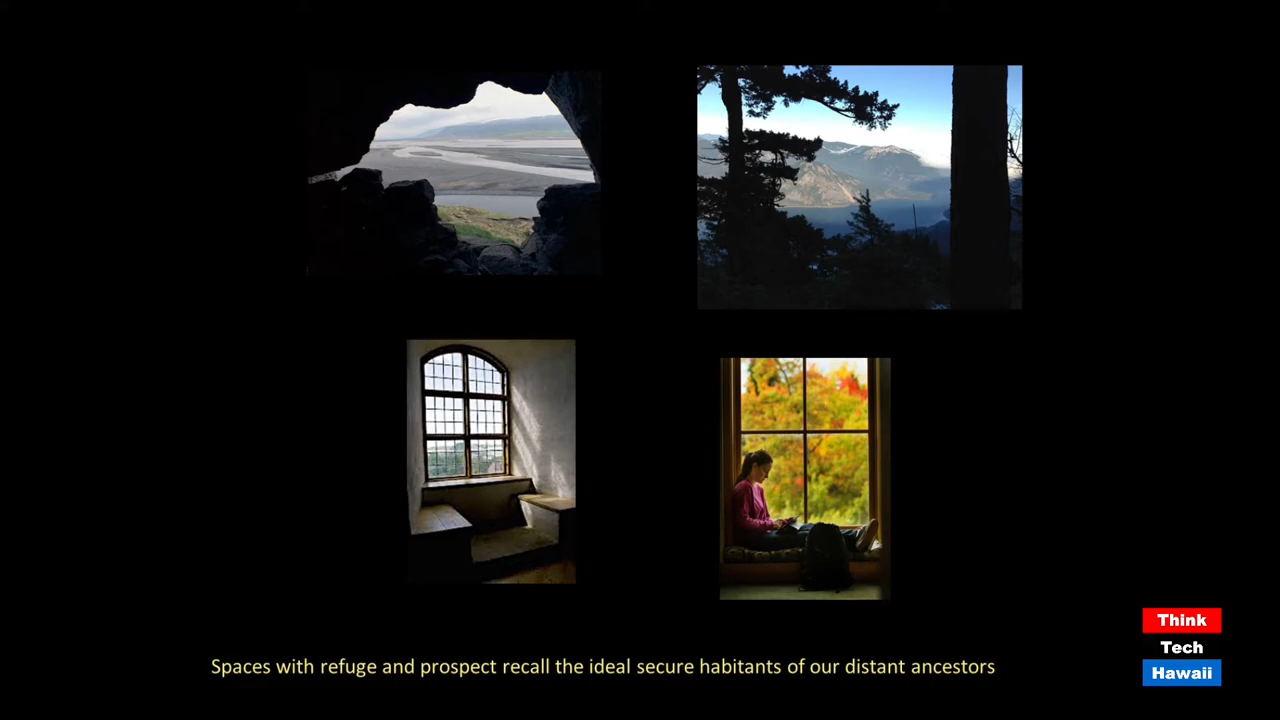 Spaces with refuge and prospect recall the ideal secure habitants of our distant ancestors
Think
Tech
Hawaii